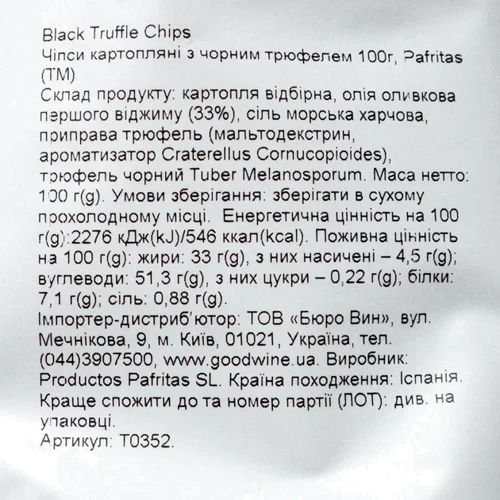 Black Truffle Chips
Чіпси картопляні з чорним трюфелем 100г, Pafritas
(TM)
Склад продукту: картопля відбірна, олія оливкова
першого віджиму (33%), сіль морська харчова,
приправа трюфель (мальтодекстрин,
ароматизатор Craterellus Cornucopioides),
трюфель чорний Tuber Melanosporum. Маса нетто:
100 г(g). Умови зберігання: зберігати в сухому
прохолодному місці. Енергетична цінність на 100
г(g):2276 кДж(kJ)/546 ккал(kcal). Поживна цінність
на 100 г(g): жири: 33 г(g), з них насичені – 4,5 г(g);
вуглеводи: 51,3 г(g), з них цукри – 0,22 г(g); білки:
7,1 г(g); сіль: 0,88 г(g).
Імпортер-дистриб’ютор: ТОВ «Бюро Вин», вул.
Мечнікова, 9, м. Київ, 01021, Україна, тел.
(044)3907500, www.goodwine.ua. Виробник:
Productos Pafritas SL. Країна походження: Іспанія.
Краще спожити до та номер партії (ЛОТ): див. на
упаковці.
Артикул: T0352.